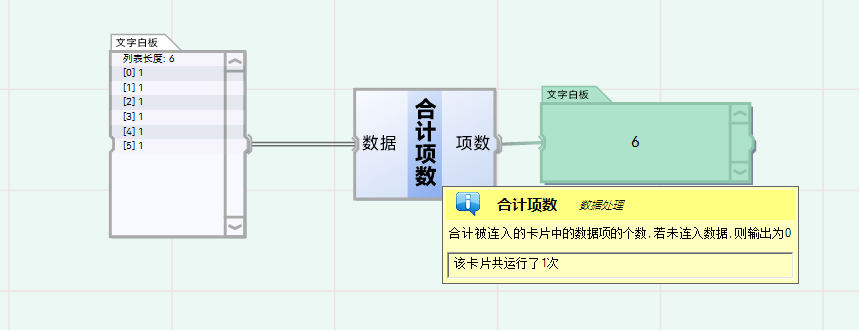 文字白板
列表长度: 6
[0] 1
[1] 1
[2] 1
[3] 1
[4] 1
[5] 1
数据
合计项数
项数
文字白板
6
合计项数 数据处理
合计被连入的卡片中的数据项的个数.若未连入数据.则输出为0
该卡片共运行了1次